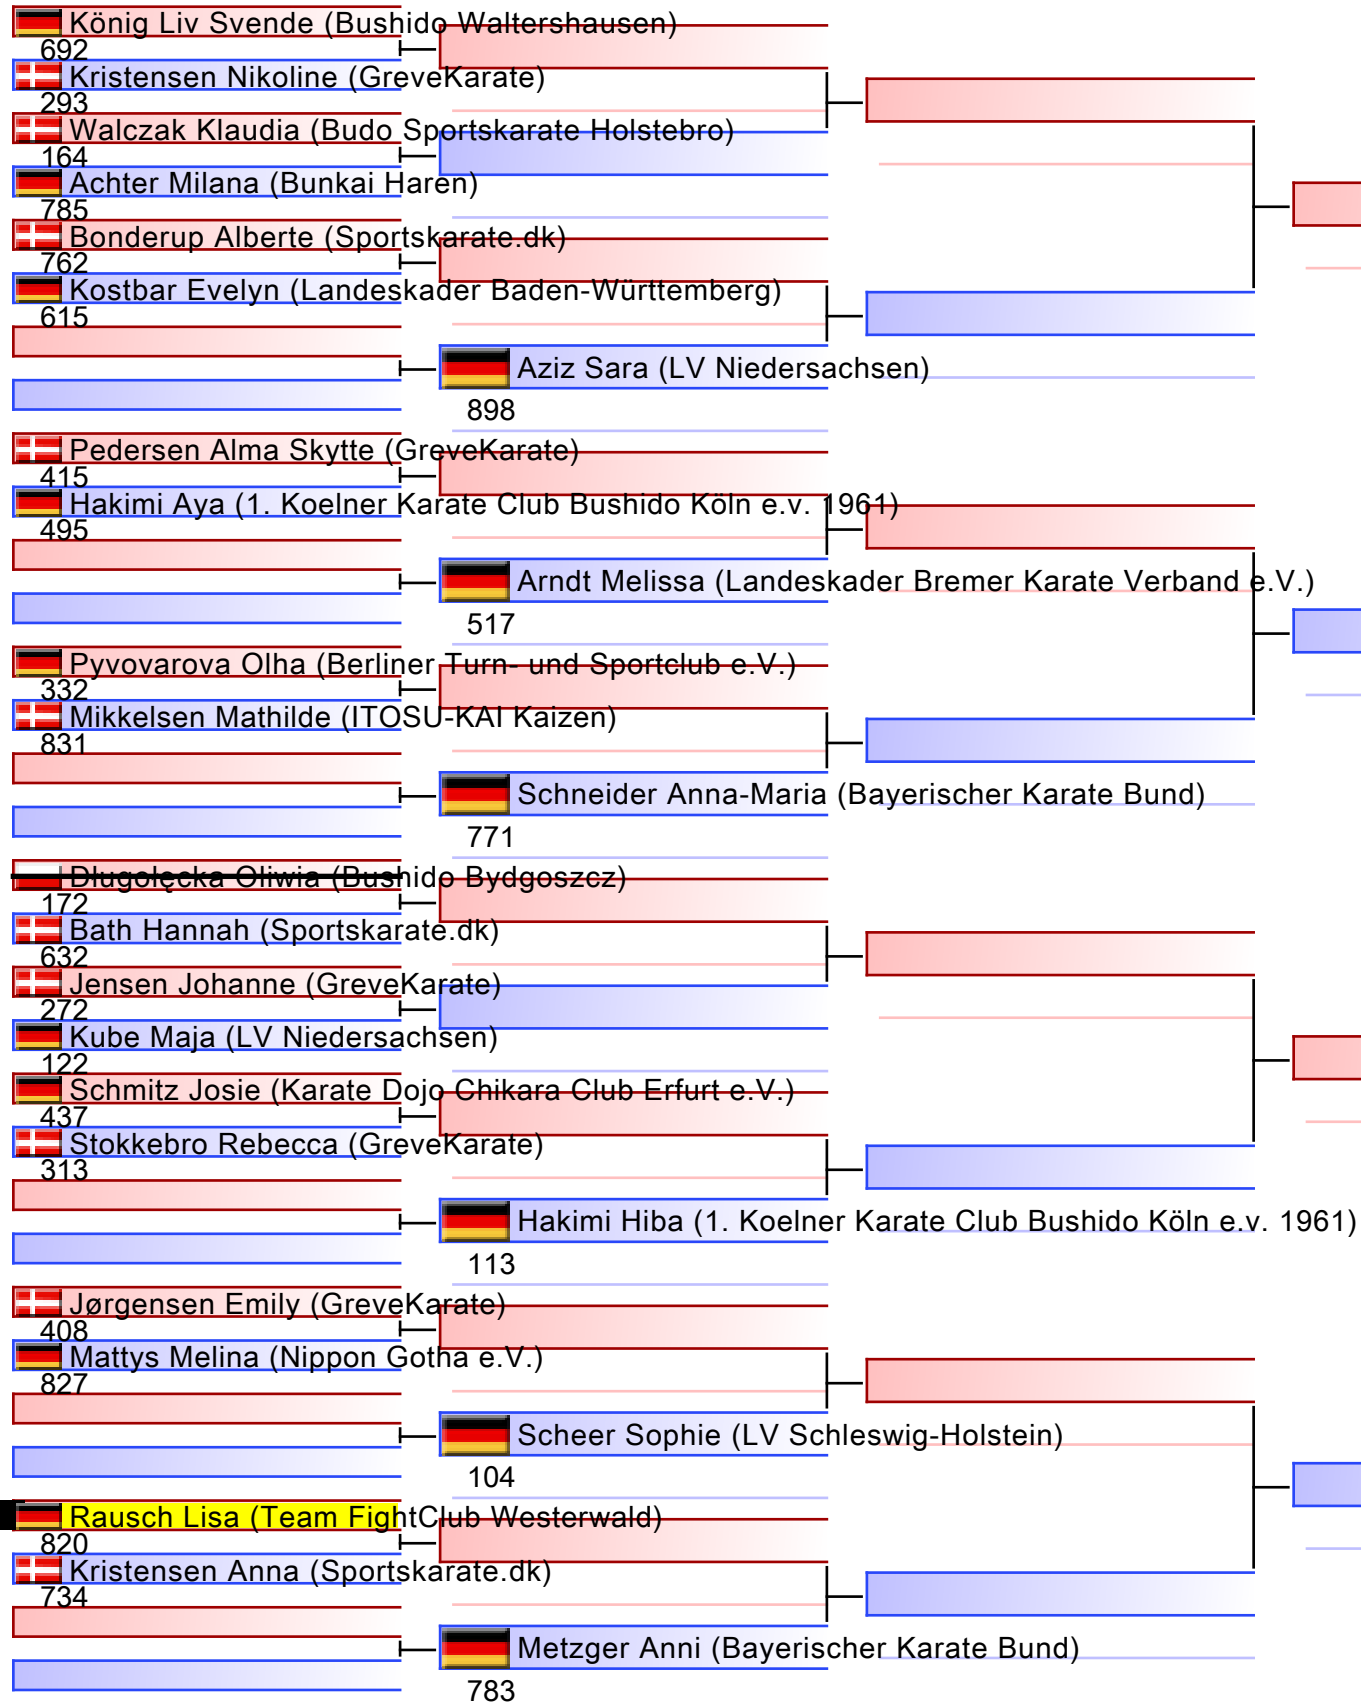 König Liv Svende (Bushido Waltershausen)
692
Kristensen Nikoline (GreveKarate)
293
Walczak Klaudia (Budo Sportskarate Holstebro)
164
Achter Milana (Bunkai Haren)
785
Bonderup Alberte (Sportskarate.dk)
762
Kostbar Evelyn (Landeskader Baden-Württemberg)
615
Aziz Sara (LV Niedersachsen)
898
Pedersen Alma Skytte (GreveKarate)
415
Hakimi Aya (1. Koelner Karate Club Bushido Köln e.v. 1961)
495
Arndt Melissa (Landeskader Bremer Karate Verband e.V.)
517
Pyvovarova Olha (Berliner Turn- und Sportclub e.V.)
332
Mikkelsen Mathilde (ITOSU-KAI Kaizen)
831
Schneider Anna-Maria (Bayerischer Karate Bund)
771
Długołęcka Oliwia (Bushido Bydgoszcz)
172
Bath Hannah (Sportskarate.dk)
632
Jensen Johanne (GreveKarate)
272
Kube Maja (LV Niedersachsen)
122
Schmitz Josie (Karate Dojo Chikara Club Erfurt e.V.)
437
Stokkebro Rebecca (GreveKarate)
313
Hakimi Hiba (1. Koelner Karate Club Bushido Köln e.v. 1961)
113
Jørgensen Emily (GreveKarate)
408
Mattys Melina (Nippon Gotha e.V.)
827
Scheer Sophie (LV Schleswig-Holstein)
104
Rausch Lisa (Team FightClub Westerwald)
820
Kristensen Anna (Sportskarate.dk)
734
Metzger Anni (Bayerischer Karate Bund)
783